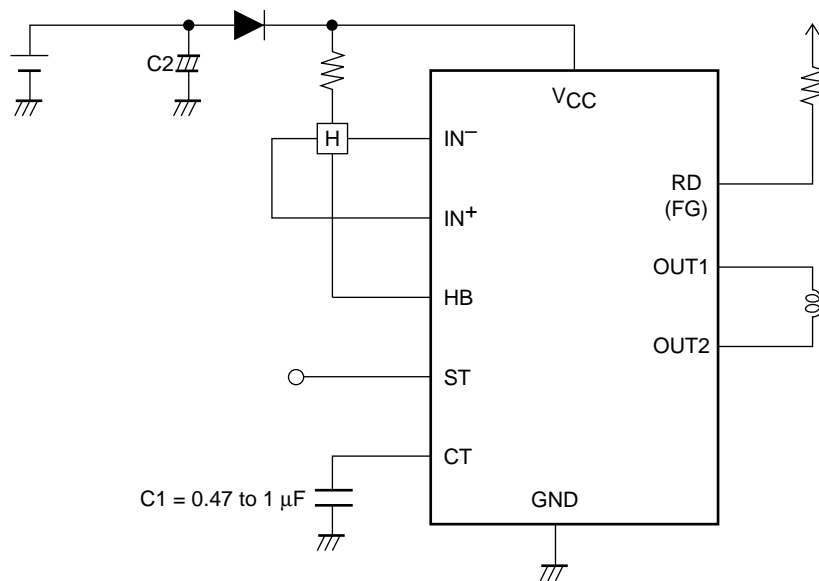 C2
VCC
H
IN–
RD
(FG)
IN+
OUT1
HB
OUT2
ST
CT
C1 = 0.47 to 1 μF
GND